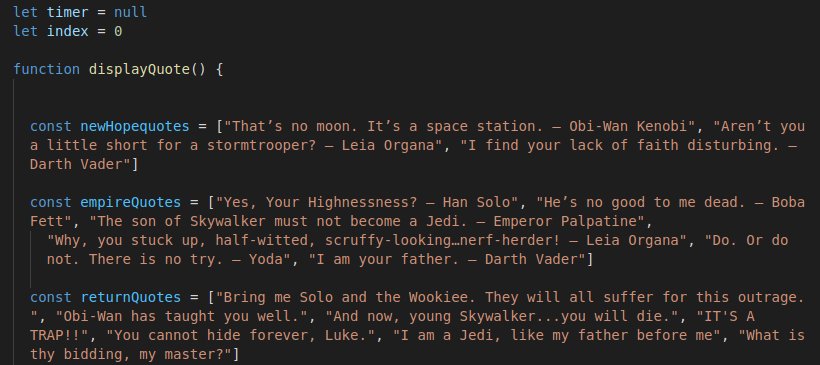 let timer = null
let index = 0
function displayQuote() {
const newHopequotes = ["That’s no moon. It’s a space station. – Obi-Wan Kenobi", "Aren’t you
a little short for a stormtrooper? – Leia Organa", "I find your lack of faith disturbing. –
Darth Vader"]
const empireQuotes = ["Yes, Your Highnessness? – Han Solo", "He’s no good to me dead. – Boba
Fett", "The son of Skywalker must not become a Jedi. – Emperor Palpatine",
"Why, you stuck up, half-witted, scruffy-looking…nerf-herder! – Leia Organa", "Do. Or do
not. There is no try. – Yoda", "I am your father. – Darth Vader"]
const returnQuotes = ["Bring me Solo and the Wookiee. They will all suffer for this outrage.
", "Obi-Wan has taught you well.", "And now, young Skywalker...you will die.", "IT'S A
TRAP!!", "You cannot hide forever, Luke.", "I am a Jedi, like my father before me", "What is
thy bidding, my master?"]